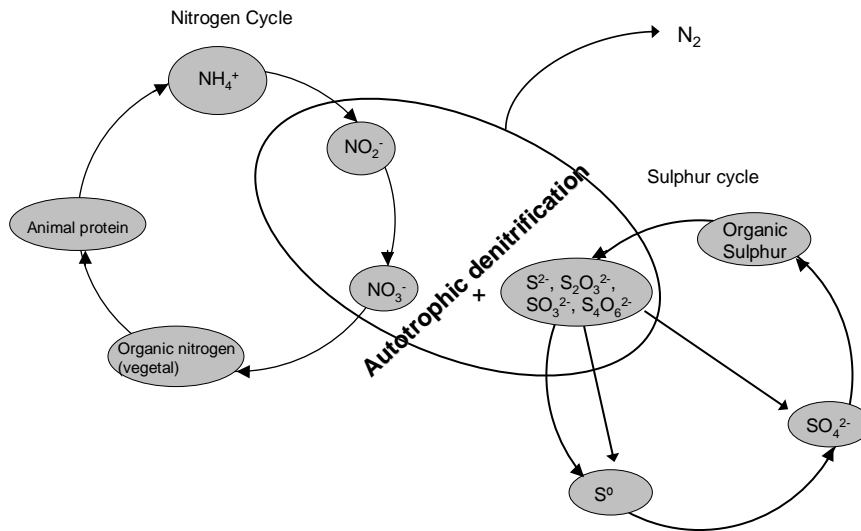 Nitrogen Cycle
N₂
NH₄⁺
NO₂⁻
Sulphur cycle
Animal protein
Autotrophic denitrification
Organic
Sulphur
NO₃⁻
+
S²⁻, S₂O₃²⁻,
SO₃²⁻, S₄O₆²⁻
Organic nitrogen
(vegetal)
SO₄²⁻
S⁰